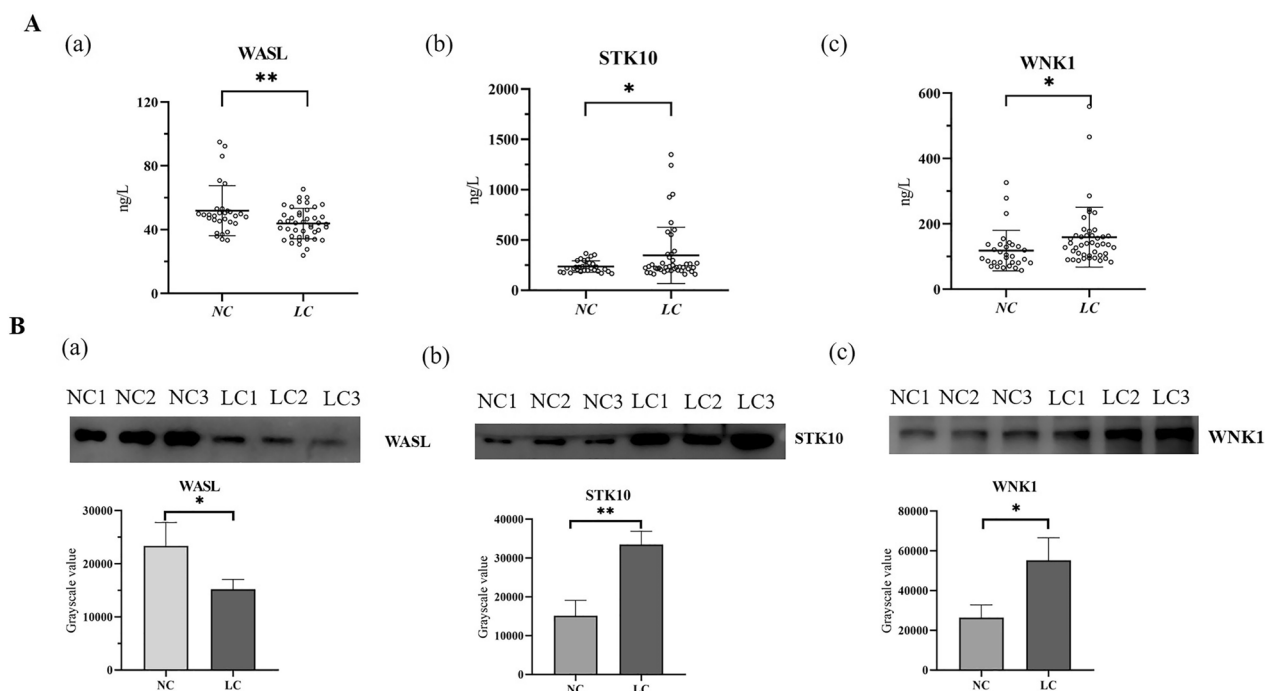 A
(a)
(b)
(c)
WASL
**
120
80
40
0
ng/L
NC LC
STK10
*
2000
1500
1000
500
0
ng/L
NC LC
WNK1
*
600
400
200
0
ng/L
NC LC
B
(a)
(b)
(c)
NC1 NC2 NC3 LC1 LC2 LC3
WASL
NC1 NC2 NC3 LC1 LC2 LC3
STK10
NC1 NC2 NC3 LC1 LC2 LC3
WNK1
WASL
*
30000
20000
10000
0
Grayscale value
NC LC
STK10
**
40000
30000
20000
10000
0
Grayscale value
NC LC
WNK1
*
80000
60000
40000
20000
0
Grayscale value
NC LC